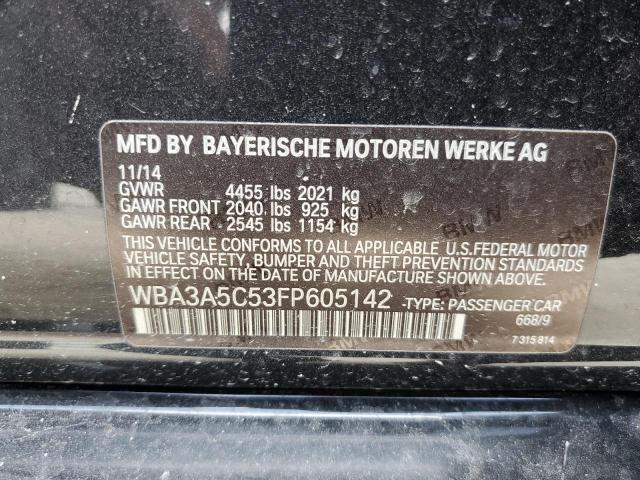 MFD BY BAYERISCHE MOTOREN WERKE AG
11/14
GVWR 4455 lbs 2021 kg
GAWR FRONT 2040 lbs 925 kg
GAWR REAR 2545 lbs 1154 kg
THIS VEHICLE CONFORMS TO ALL APPLICABLE U.S.FEDERAL MOTOR
VEHICLE SAFETY, BUMPER AND THEFT PREVENTION STANDARDS
IN EFFECT ON THE DATE OF MANUFACTURE SHOWN ABOVE.
WBA3A5C53FP605142 TYPE: PASSENGER CAR
668/9
7 315 814